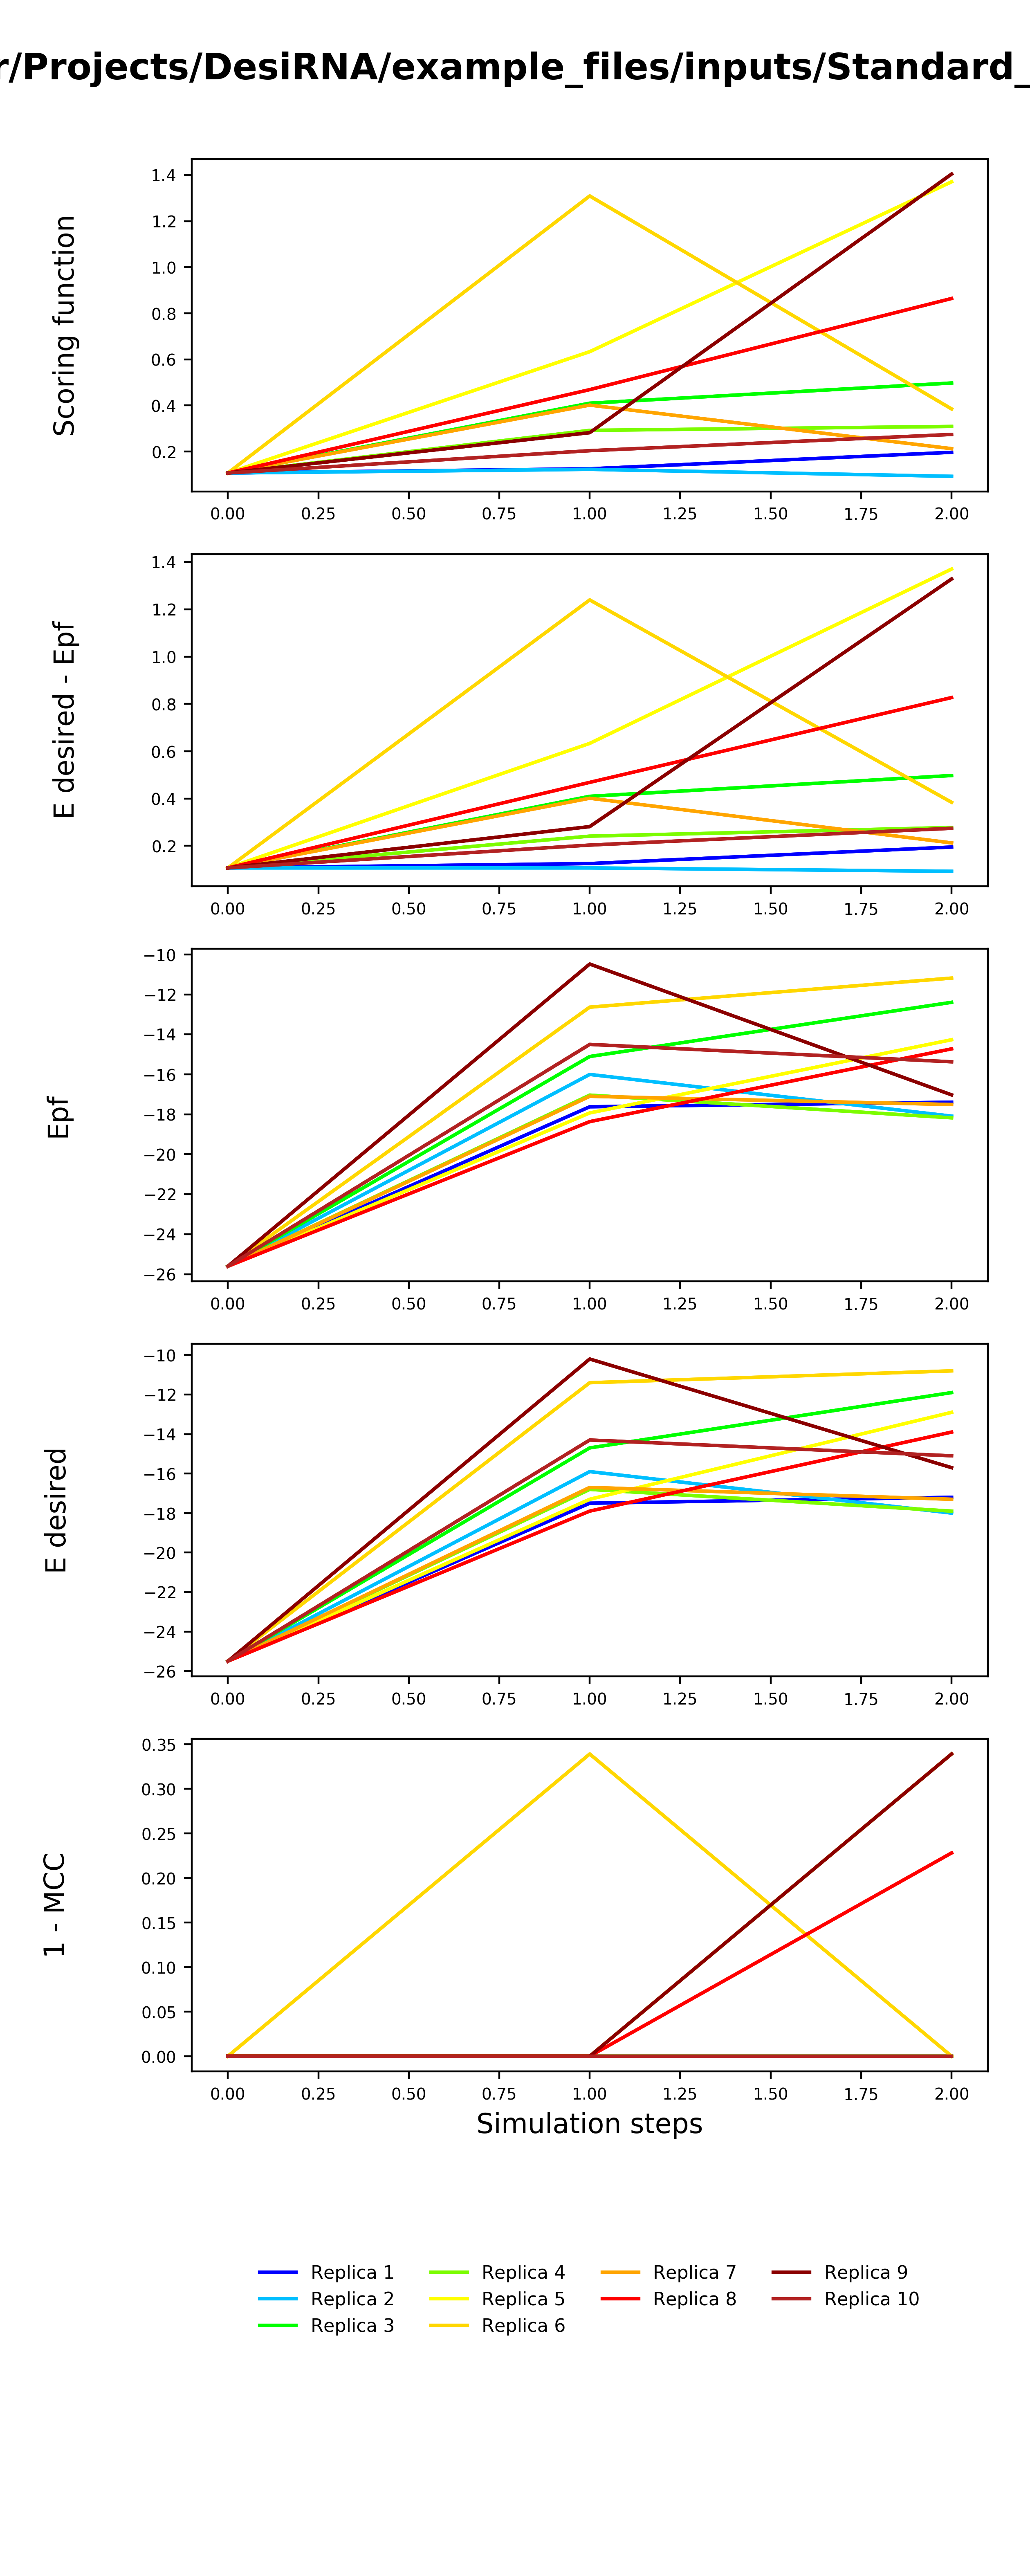 r/Projects/DesiRNA/example_files/inputs/Standard_
Scoring function
1.4
1.2
1.0
0.8
0.6
0.4
0.2
0.00 0.25 0.50 0.75 1.00 1.25 1.50 1.75 2.00
E desired - Epf
1.4
1.2
1.0
0.8
0.6
0.4
0.2
0.00 0.25 0.50 0.75 1.00 1.25 1.50 1.75 2.00
Epf
−10
−12
−14
−16
−18
−20
−22
−24
−26
0.00 0.25 0.50 0.75 1.00 1.25 1.50 1.75 2.00
E desired
−10
−12
−14
−16
−18
−20
−22
−24
−26
0.00 0.25 0.50 0.75 1.00 1.25 1.50 1.75 2.00
1 - MCC
0.35
0.30
0.25
0.20
0.15
0.10
0.05
0.00
0.00 0.25 0.50 0.75 1.00 1.25 1.50 1.75 2.00
Simulation steps
Replica 1 Replica 4 Replica 7 Replica 9
Replica 2 Replica 5 Replica 8 Replica 10
Replica 3 Replica 6